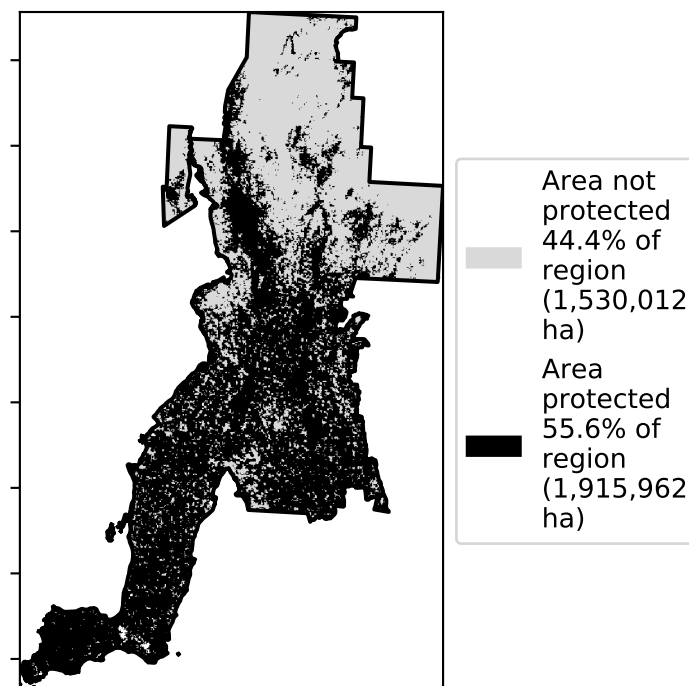 Area not
protected
44.4% of
region
(1,530,012
ha)
Area
protected
55.6% of
region
(1,915,962
ha)